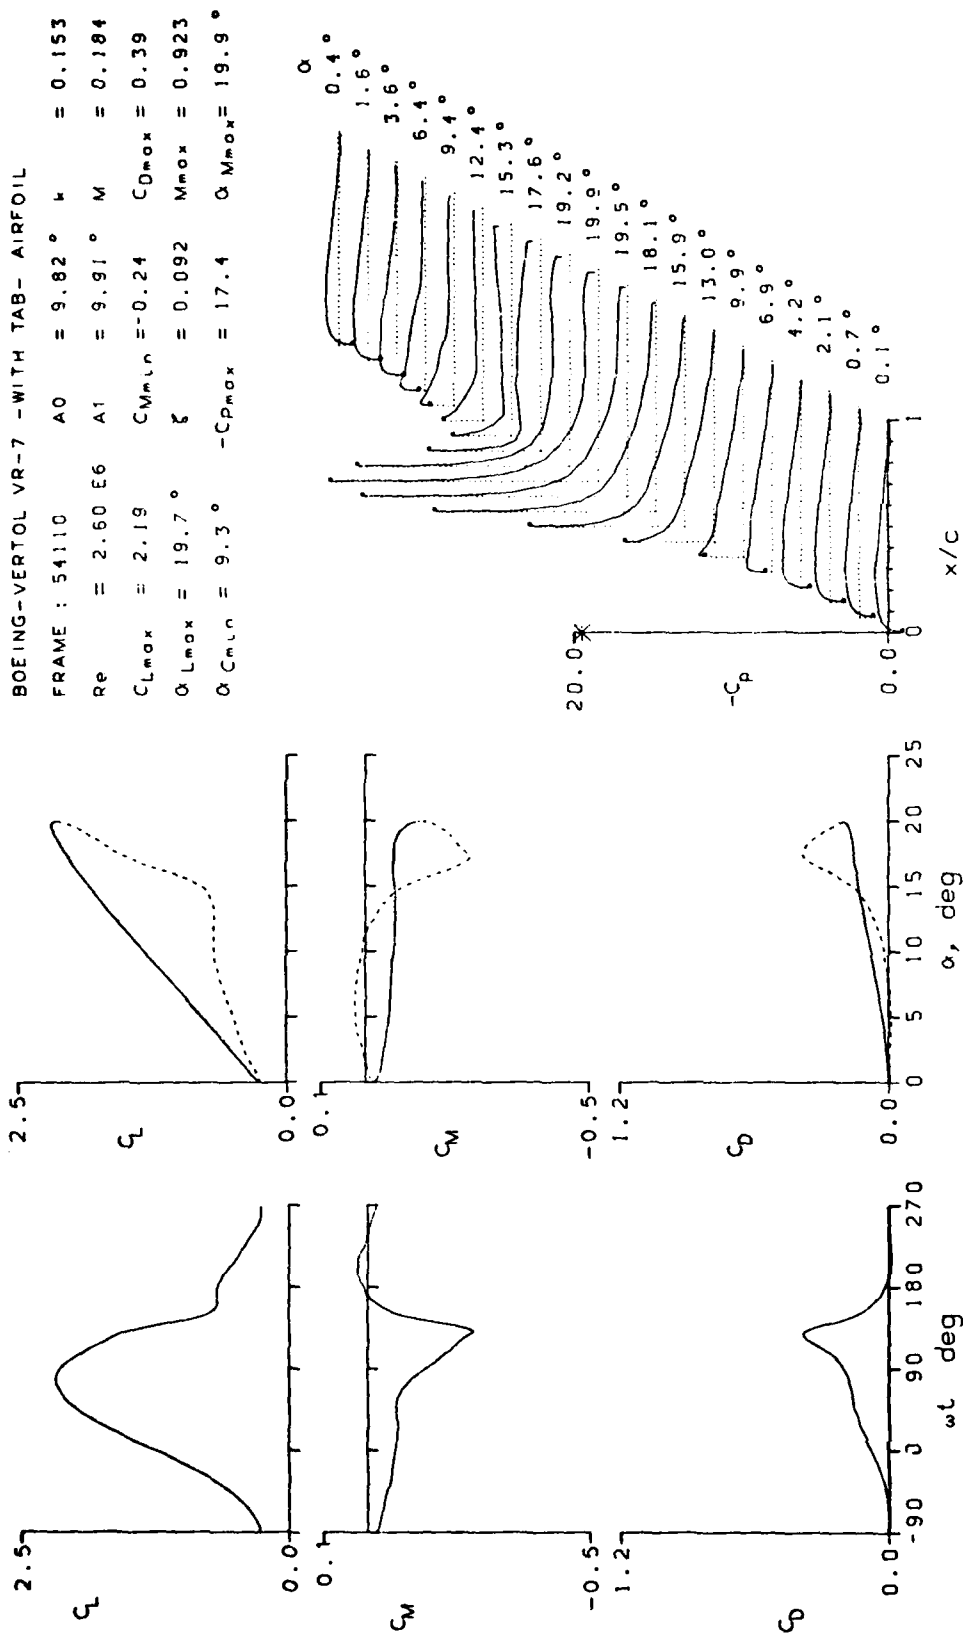 BOEING-VERTOL VR-7 -WITH TAB- AIRFOIL
FRAME : 54110 A0 = 9.82° k = 0.153
Re = 2.60 E6 A1 = 9.91° M = 0.184
CLmax = 2.19 CMmin = -0.24 CDmax = 0.39
αLmax = 19.7° ζ = 0.092 Mmax = 0.923
αCmin = 9.3° -CPmax = 17.4 αMmax = 19.9°
2.5
CL
0.0
0.1
CM
-0.5
1.2
CD
0.0
-90 0 90 180 270
ωt deg
2.5
CL
0.0
0.1
CM
-0.5
1.2
CD
0.0
0 5 10 15 20 25
α, deg
α
0.4°
1.6°
3.6°
6.4°
9.4°
12.4°
15.3°
17.6°
19.2°
19.9°
19.5°
18.1°
15.9°
13.0°
9.9°
6.9°
4.2°
2.1°
0.7°
0.1°
20.0
-Cp
0.0
0 1
x/c